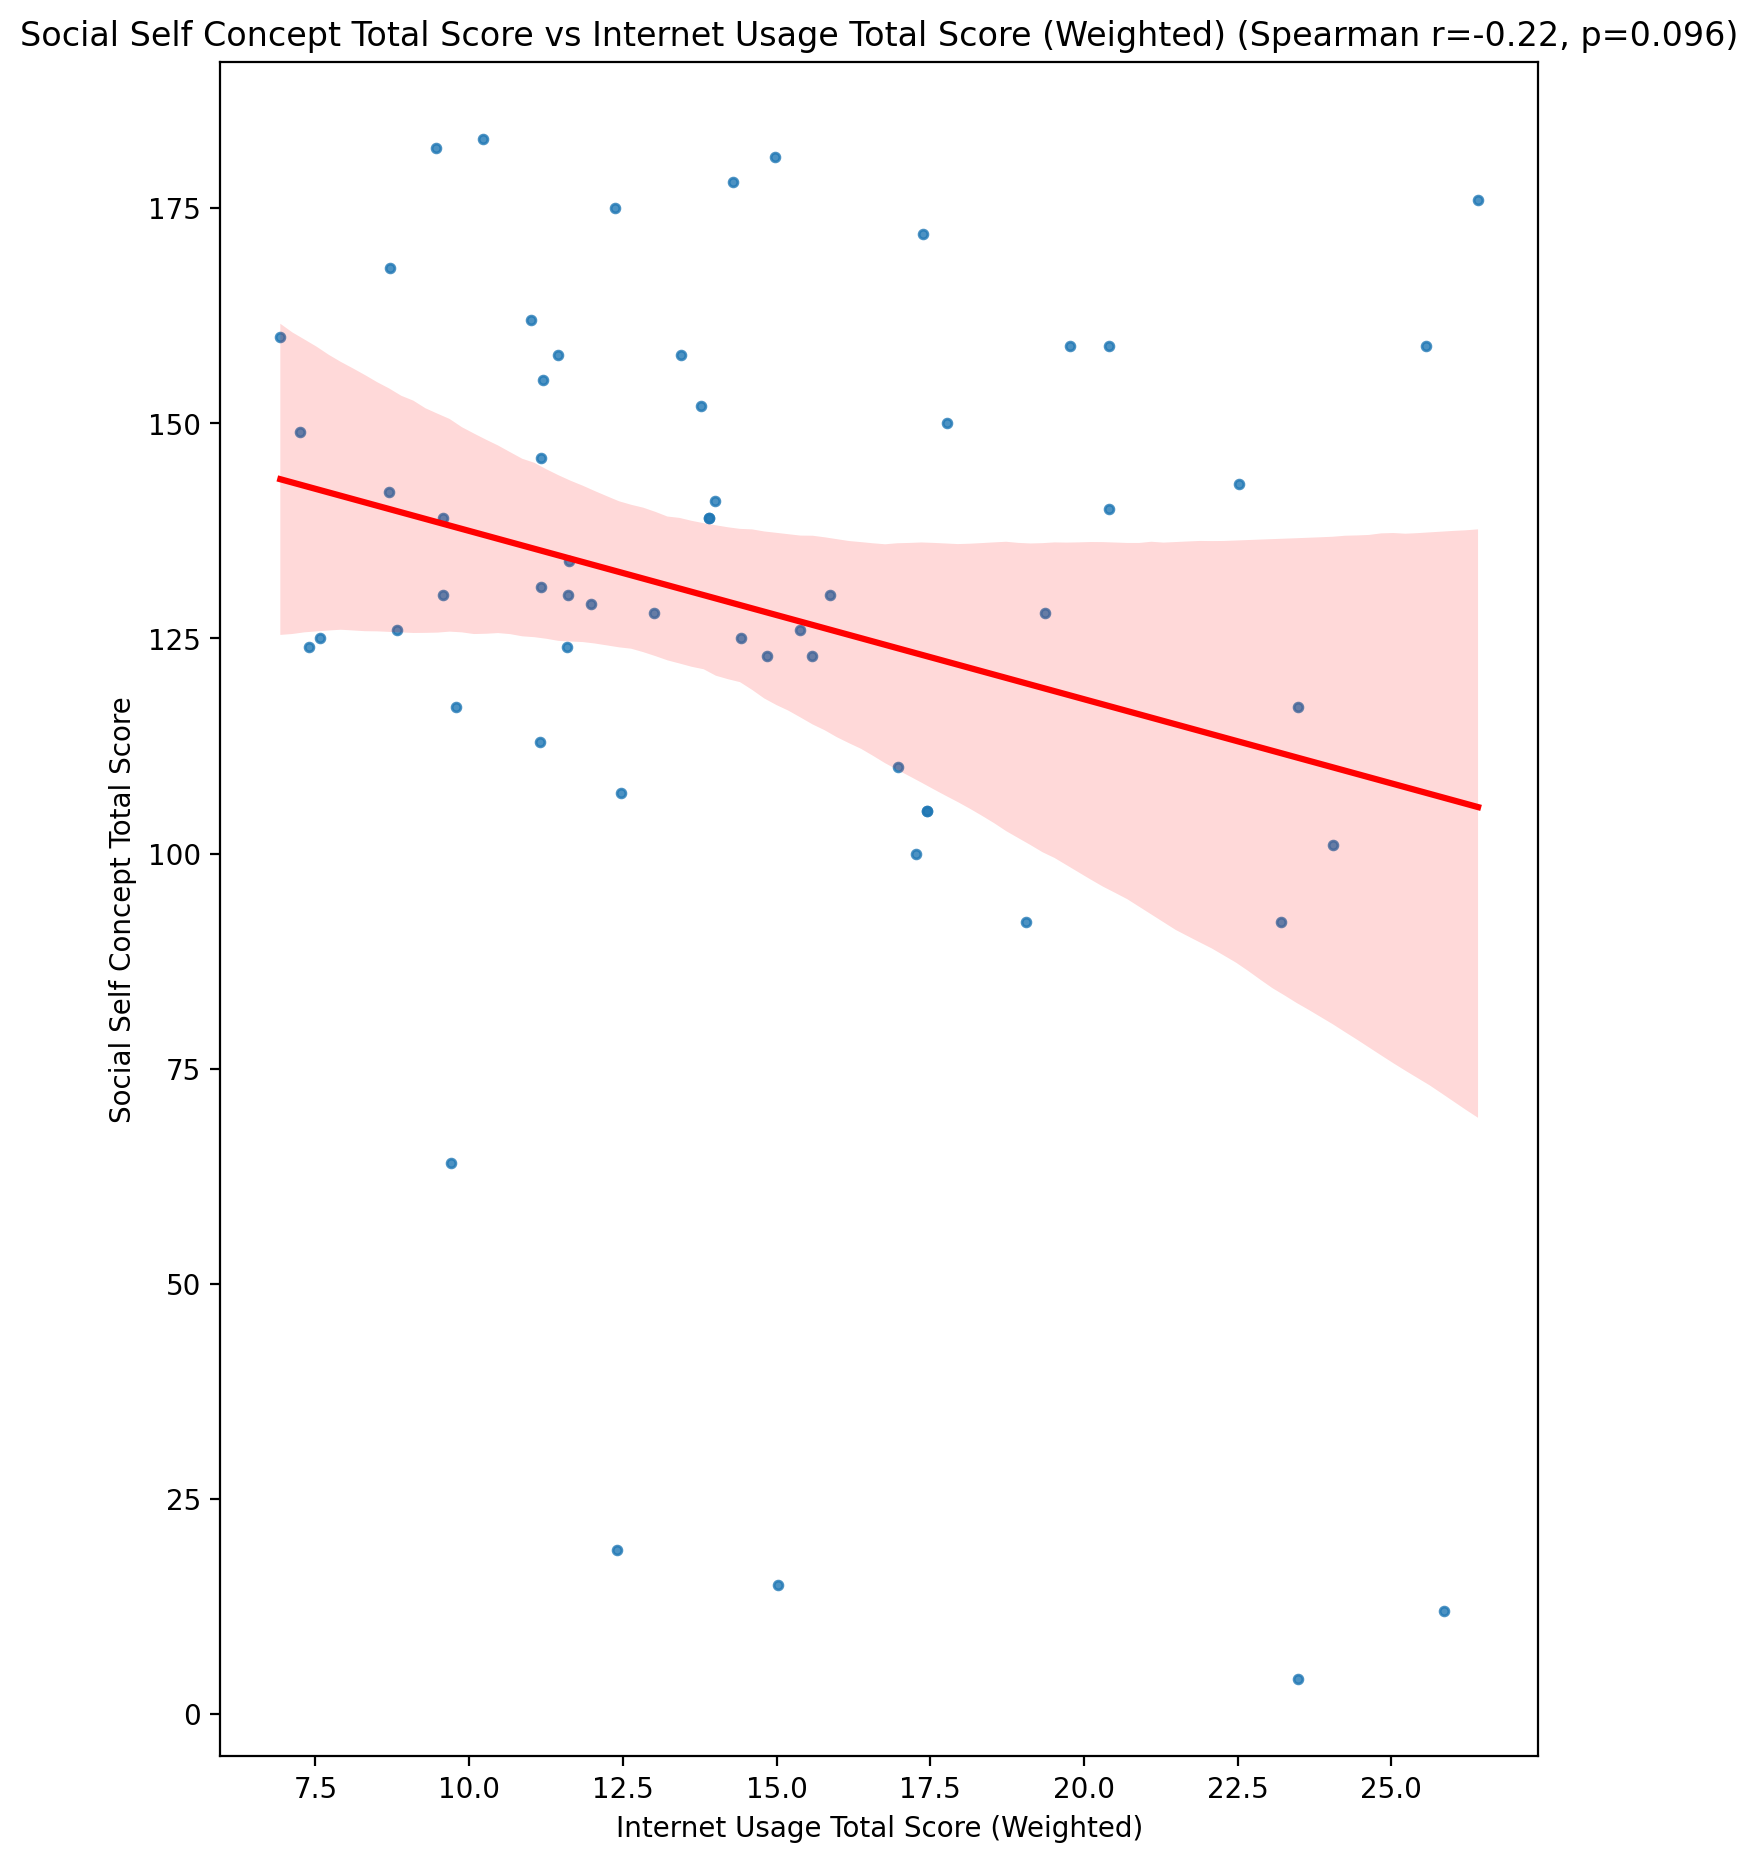 Social Self Concept Total Score vs Internet Usage Total Score (Weighted) (Spearman r=-0.22, p=0.096)
Social Self Concept Total Score
175
150
125
100
75
50
25
0
7.5 10.0 12.5 15.0 17.5 20.0 22.5 25.0
Internet Usage Total Score (Weighted)